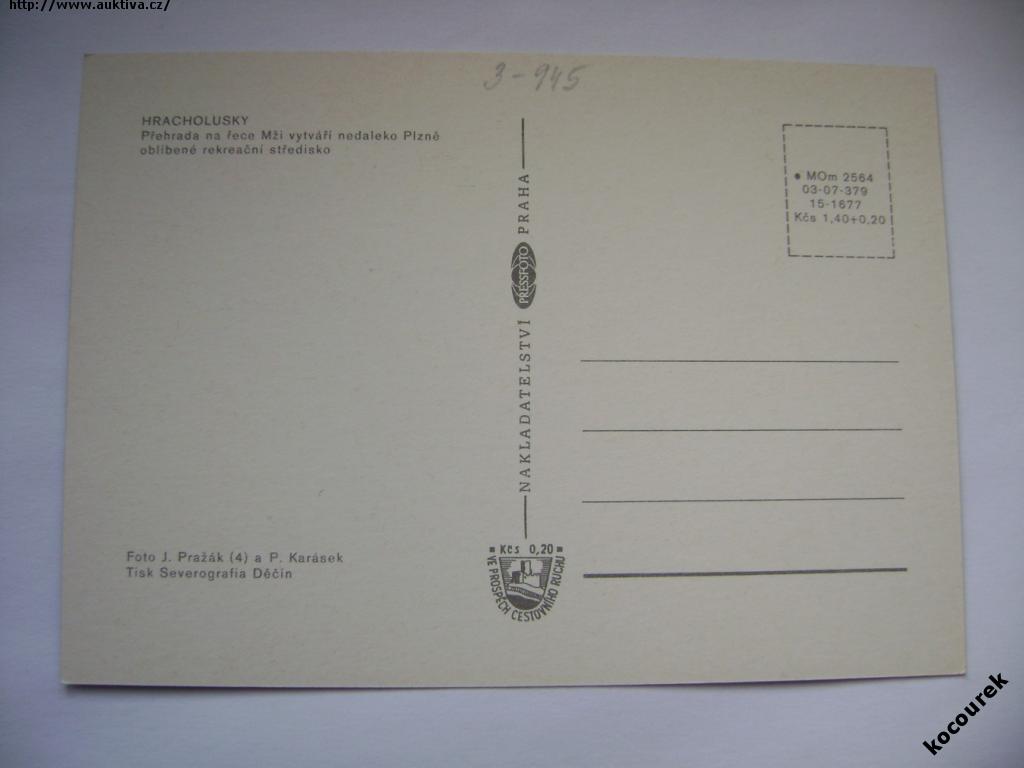 http://www.auktiva.cz/
3-945
HRACHOLUSKY
Přehrada na řece Mži vytváří nedaleko Plzně
oblíbené rekreační středisko
NAKLADATELSTVÍ PRESSFOTO PRAHA
● MOm 2564
03-07-379
15-1677
Kčs 1,40+0,20
Foto J. Pražák (4) a P. Karásek
Tisk Severografia Děčín
Kčs 0,20
VE PROSPĚCH CESTOVNÍHO RUCHU
kocourek